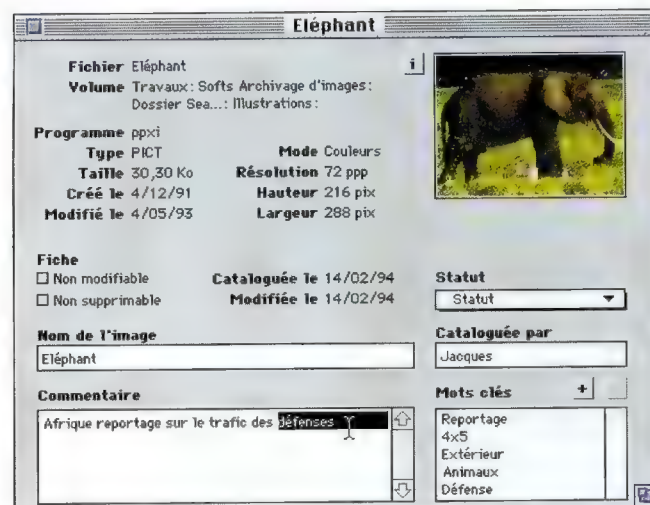 Eléphant
Fichier Eléphant
i
Volume Travaux: Softs Archivage d'images:
Dossier Sea...: Illustrations:
Programme ppxi
Type PICT
Mode Couleurs
Taille 30,30 Ko
Résolution 72 ppp
Créé le 4/12/91
Hauteur 216 pix
Modifié le 4/05/93
Largeur 288 pix
Fiche
Non modifiable
Cataloguée le 14/02/94
Non supprimable
Modifiée le 14/02/94
Statut
Statut
Nom de l'image
Eléphant
Cataloguée par
Jacques
Commentaire
Afrique reportage sur le trafic des défenses
Mots clés +
Reportage
4x5
Extérieur
Animaux
Défense